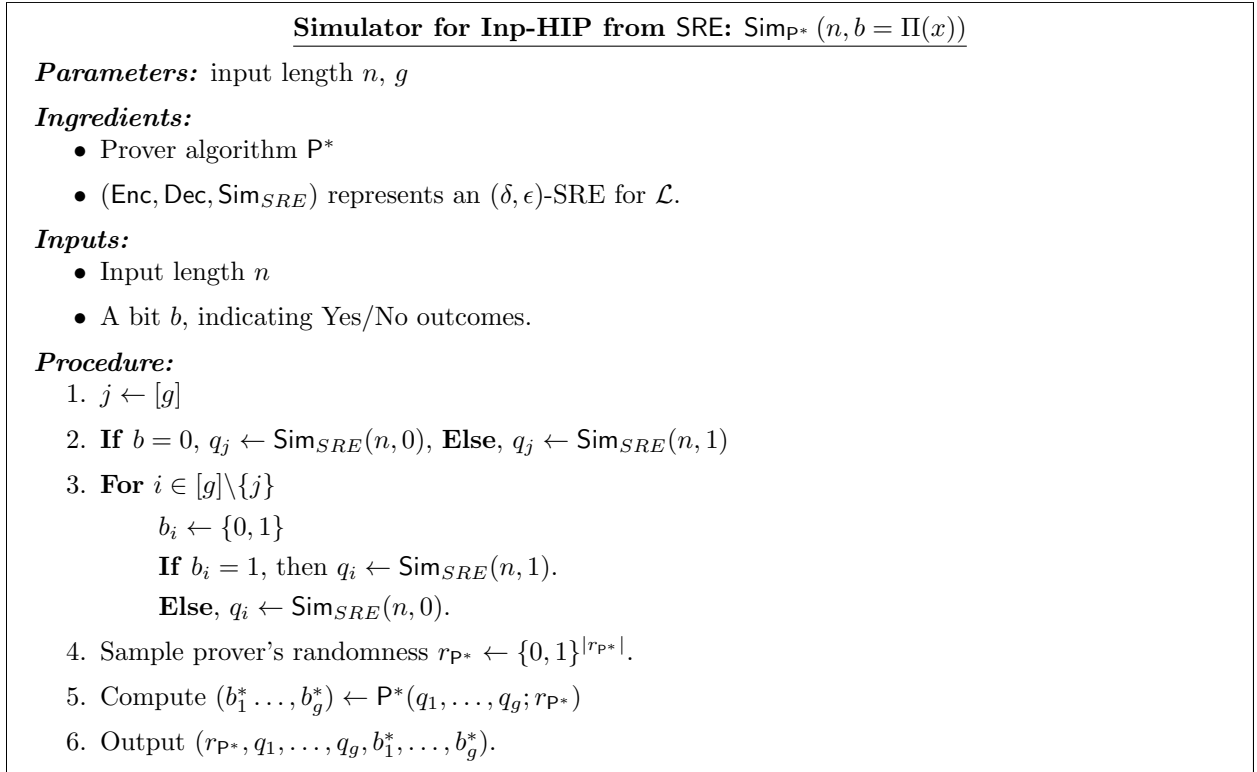 Simulator for Inp-HIP from SRE: Sim_{P*} (n, b = Π(x))
Parameters: input length n, g
Ingredients:
• Prover algorithm P*
• (Enc, Dec, Sim_{SRE}) represents an (δ, ϵ)-SRE for ℒ.
Inputs:
• Input length n
• A bit b, indicating Yes/No outcomes.
Procedure:
1. j ← [g]
2. If b = 0, q_j ← Sim_{SRE}(n, 0), Else, q_j ← Sim_{SRE}(n, 1)
3. For i ∈ [g]\{j}
b_i ← {0, 1}
If b_i = 1, then q_i ← Sim_{SRE}(n, 1).
Else, q_i ← Sim_{SRE}(n, 0).
4. Sample prover's randomness r_{P*} ← {0, 1}^{|r_{P*}|}.
5. Compute (b_1^* …, b_g^*) ← P*(q_1, …, q_g; r_{P*})
6. Output (r_{P*}, q_1, …, q_g, b_1^*, …, b_g^*).